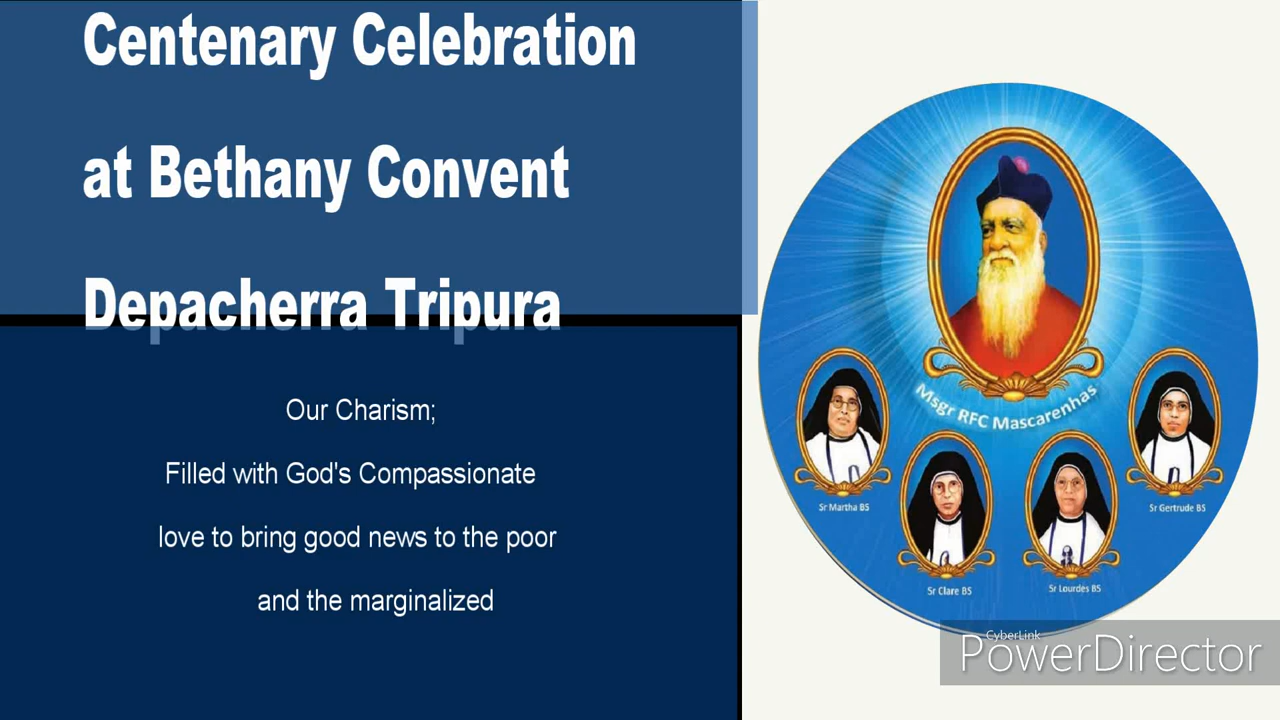 Centenary Celebration
at Bethany Convent
Depacherra Tripura
Our Charism;
Filled with God's Compassionate
love to bring good news to the poor
and the marginalized
Msgr RFC Mascarenhas
Sr Martha BS
Sr Gertrude BS
Sr Clare BS
Sr Lourdes BS
CyberLink
PowerDirector